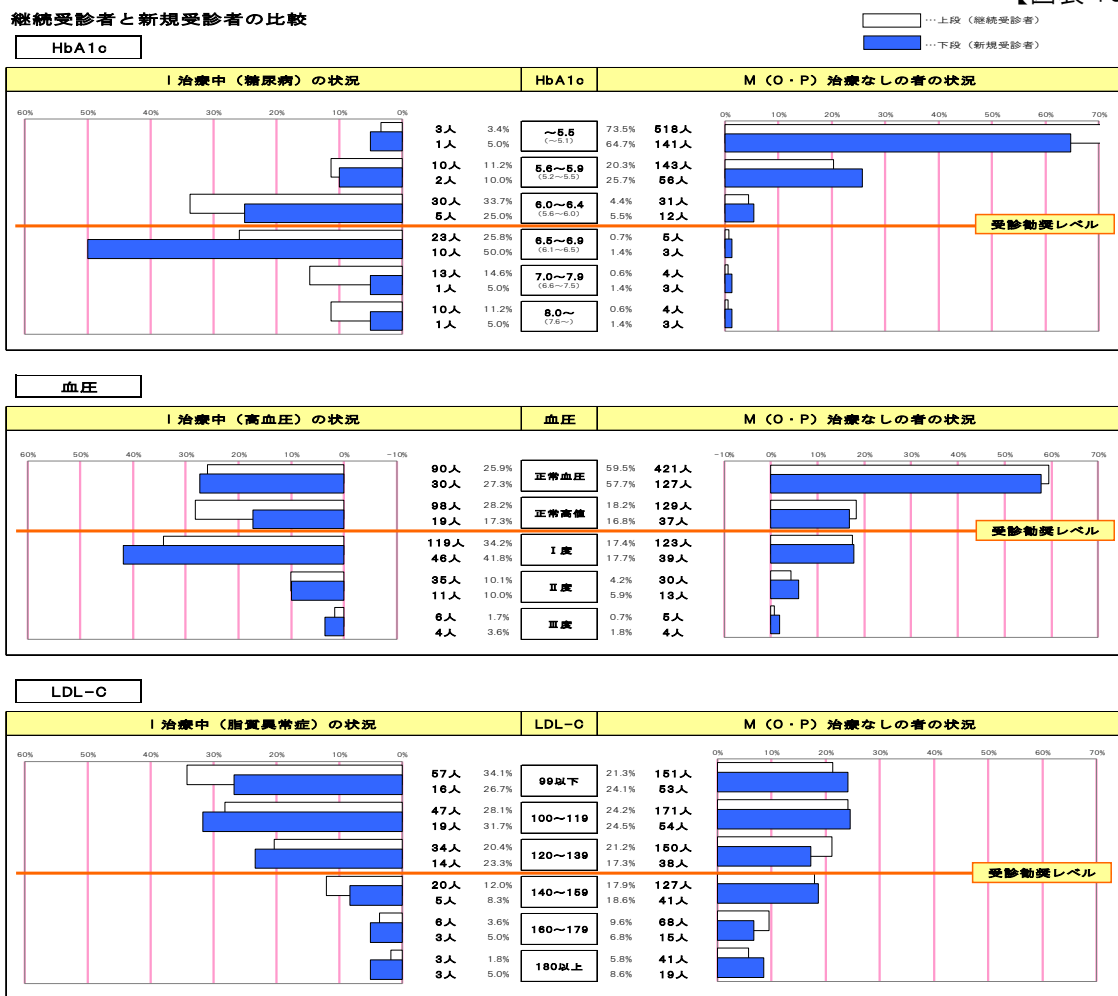 【図表 18
継続受診者と新規受診者の比較
…上段（継続受診者）
…下段（新規受診者）
HbA1c
Ⅰ治療中（糖尿病）の状況 HbA1c M（O・P）治療なしの者の状況
60% 50% 40% 30% 20% 10% 0% 0% 10% 20% 30% 40% 50% 60% 70%
3人 3.4% ～5.5 73.5% 518人
1人 5.0% (～5.1) 64.7% 141人
10人 11.2% 5.6～5.9 20.3% 143人
2人 10.0% (5.2～5.5) 25.7% 56人
30人 33.7% 6.0～6.4 4.4% 31人
5人 25.0% (5.6～6.0) 5.5% 12人
受診勧奨レベル
23人 25.8% 6.5～6.9 0.7% 5人
10人 50.0% (6.1～6.5) 1.4% 3人
13人 14.6% 7.0～7.9 0.6% 4人
1人 5.0% (6.6～7.5) 1.4% 3人
10人 11.2% 8.0～ 0.6% 4人
1人 5.0% (7.6～) 1.4% 3人
血圧
Ⅰ治療中（高血圧）の状況 血圧 M（O・P）治療なしの者の状況
60% 50% 40% 30% 20% 10% 0% -10% -10% 0% 10% 20% 30% 40% 50% 60% 70%
90人 25.9% 正常血圧 59.5% 421人
30人 27.3% 57.7% 127人
98人 28.2% 正常高値 18.2% 129人
19人 17.3% 16.8% 37人
受診勧奨レベル
119人 34.2% Ⅰ度 17.4% 123人
46人 41.8% 17.7% 39人
35人 10.1% Ⅱ度 4.2% 30人
11人 10.0% 5.9% 13人
6人 1.7% Ⅲ度 0.7% 5人
4人 3.6% 1.8% 4人
LDL-C
Ⅰ治療中（脂質異常症）の状況 LDL-C M（O・P）治療なしの者の状況
60% 50% 40% 30% 20% 10% 0% 0% 10% 20% 30% 40% 50% 60% 70%
57人 34.1% 99以下 21.3% 151人
16人 26.7% 24.1% 53人
47人 28.1% 100～119 24.2% 171人
19人 31.7% 24.5% 54人
34人 20.4% 120～139 21.2% 150人
14人 23.3% 17.3% 38人
受診勧奨レベル
20人 12.0% 140～159 17.9% 127人
5人 8.3% 18.6% 41人
6人 3.6% 160～179 9.6% 68人
3人 5.0% 6.8% 15人
3人 1.8% 180以上 5.8% 41人
3人 5.0% 8.6% 19人